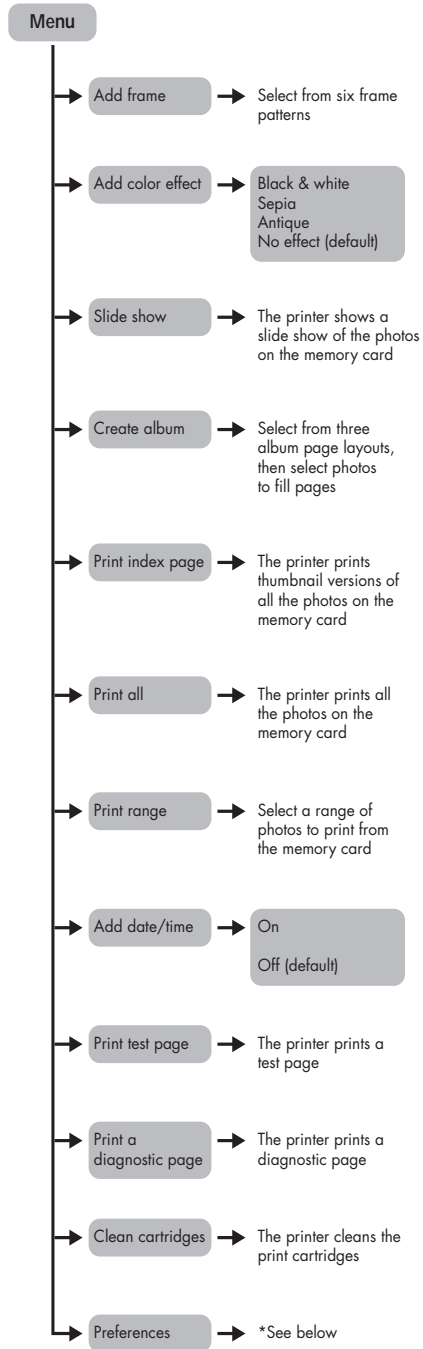 Menu
Add frame
Select from six frame
patterns
Add color effect
Black & white
Sepia
Antique
No effect (default)
Slide show
The printer shows a
slide show of the photos
on the memory card
Create album
Select from three
album page layouts,
then select photos
to fill pages
Print index page
The printer prints
thumbnail versions of
all the photos on the
memory card
Print all
The printer prints all
the photos on the
memory card
Print range
Select a range of
photos to print from
the memory card
Add date/time
On
Off (default)
Print test page
The printer prints a
test page
Print a
diagnostic page
The printer prints a
diagnostic page
Clean cartridges
The printer cleans the
print cartridges
Preferences
*See below